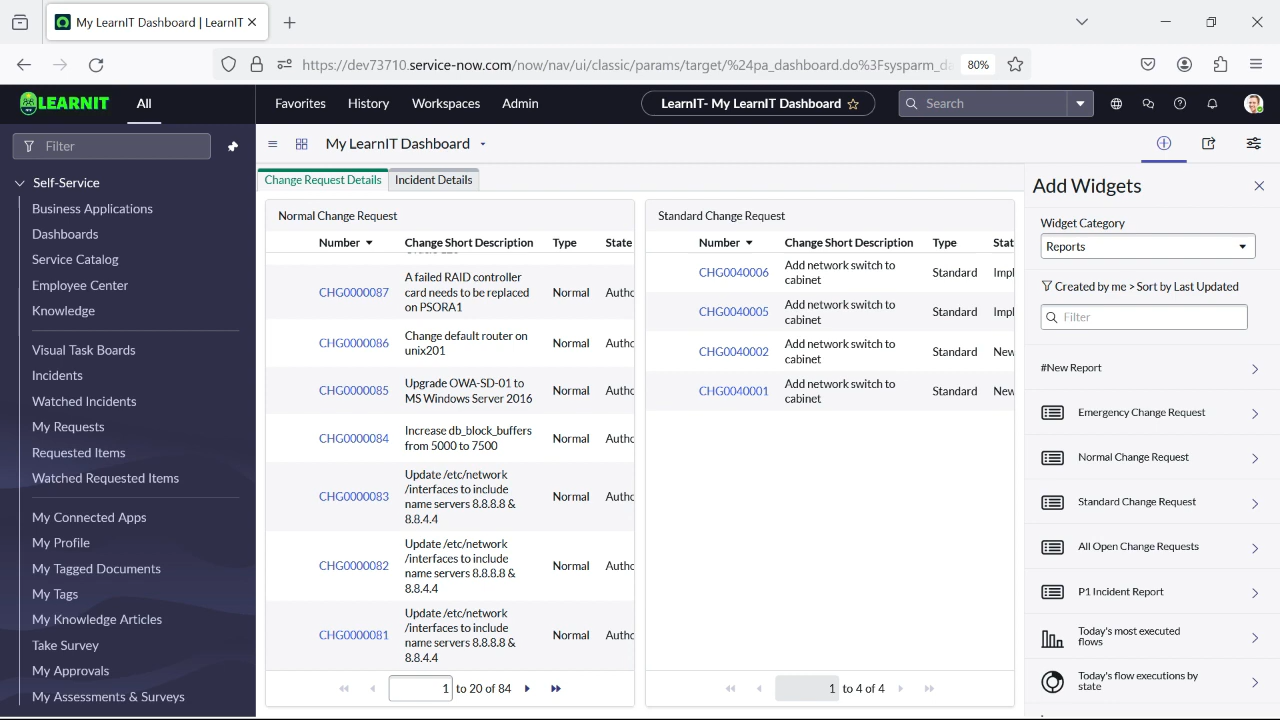 My LearnIT Dashboard | LearnIT
https://dev73710.service-now.com/now/nav/ui/classic/params/target/%24pa_dashboard.do%3Fsysparm_da
80%
LEARNIT
All
Favorites
History
Workspaces
Admin
LearnIT- My LearnIT Dashboard
Search
Filter
Self-Service
Business Applications
Dashboards
Service Catalog
Employee Center
Knowledge
Visual Task Boards
Incidents
Watched Incidents
My Requests
Requested Items
Watched Requested Items
My Connected Apps
My Profile
My Tagged Documents
My Tags
My Knowledge Articles
Take Survey
My Approvals
My Assessments & Surveys
My LearnIT Dashboard
Change Request Details
Incident Details
Normal Change Request
Number Change Short Description Type State
CHG0000087 A failed RAID controller card needs to be replaced on PSORA1 Normal Autho
CHG0000086 Change default router on unix201 Normal Autho
CHG0000085 Upgrade OWA-SD-01 to MS Windows Server 2016 Normal Autho
CHG0000084 Increase db_block_buffers from 5000 to 7500 Normal Autho
CHG0000083 Update /etc/network /interfaces to include name servers 8.8.8.8 & 8.8.4.4 Normal Autho
CHG0000082 Update /etc/network /interfaces to include name servers 8.8.8.8 & 8.8.4.4 Normal Autho
CHG0000081 Update /etc/network /interfaces to include name servers 8.8.8.8 & 8.8.4.4 Normal Autho
1 to 20 of 84
Standard Change Request
Number Change Short Description Type Stat
CHG0040006 Add network switch to cabinet Standard Impl
CHG0040005 Add network switch to cabinet Standard Impl
CHG0040002 Add network switch to cabinet Standard New
CHG0040001 Add network switch to cabinet Standard New
1 to 4 of 4
Add Widgets
Widget Category
Reports
Created by me > Sort by Last Updated
Filter
#New Report
Emergency Change Request
Normal Change Request
Standard Change Request
All Open Change Requests
P1 Incident Report
Today's most executed
flows
Today's flow executions by
state